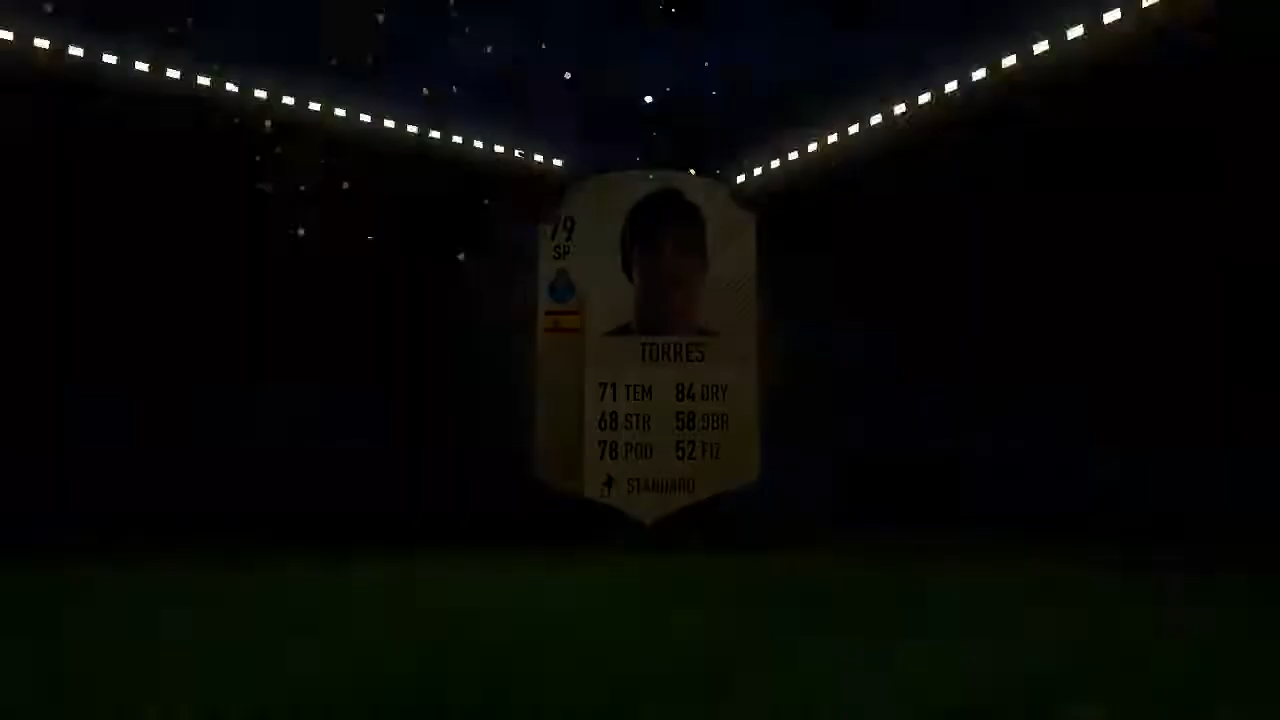 79
SP
TORRES
71 TEM 84 DRY
68 STR 58 OBR
78 POD 52 FIZ
STANDARD